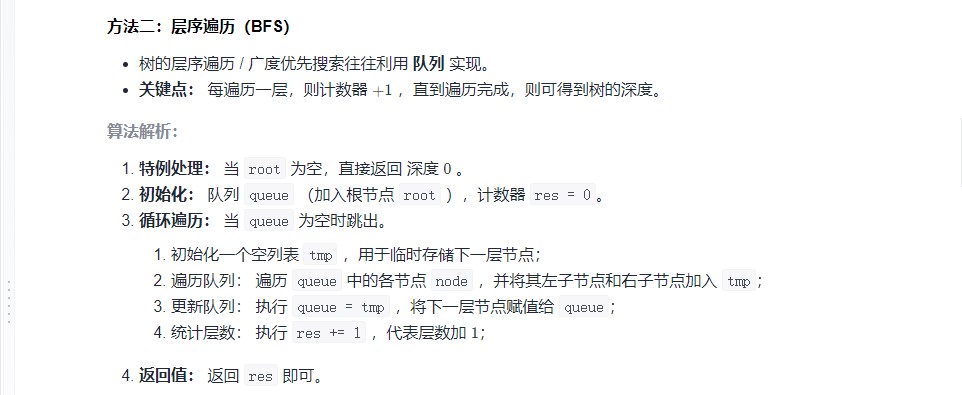 方法二：层序遍历（BFS）
• 树的层序遍历 / 广度优先搜索往往利用 队列 实现。
• 关键点： 每遍历一层，则计数器 +1 ，直到遍历完成，则可得到树的深度。
算法解析：
1. 特例处理： 当 root 为空，直接返回 深度 0 。
2. 初始化： 队列 queue （加入根节点 root ），计数器 res = 0 。
3. 循环遍历： 当 queue 为空时跳出。
1. 初始化一个空列表 tmp ，用于临时存储下一层节点；
2. 遍历队列： 遍历 queue 中的各节点 node ，并将其左子节点和右子节点加入 tmp ；
3. 更新队列： 执行 queue = tmp ，将下一层节点赋值给 queue ；
4. 统计层数： 执行 res += 1 ，代表层数加 1；
4. 返回值： 返回 res 即可。